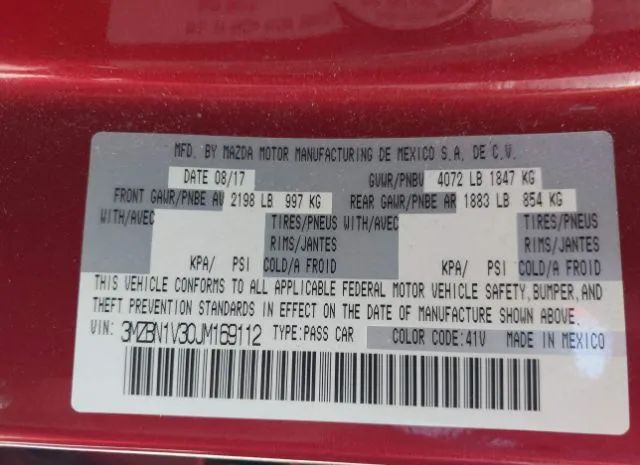 MFD. BY MAZDA MOTOR MANUFACTURING DE MEXICO S.A. DE C.V.
DATE 08/17 GVWR/PNBV 4072 LB 1847 KG
FRONT GAWR/PNBE AV 2198 LB 997 KG REAR GAWR/PNBE AR 1883 LB 854 KG
WITH/AVEC TIRES/PNEUS WITH/AVEC TIRES/PNEUS
RIMS/JANTES RIMS/JANTES
KPA/ PSI COLD/A FROID KPA/ PSI COLD/A FROID
THIS VEHICLE CONFORMS TO ALL APPLICABLE FEDERAL MOTOR VEHICLE SAFETY, BUMPER, AND
THEFT PREVENTION STANDARDS IN EFFECT ON THE DATE OF MANUFACTURE SHOWN ABOVE.
VIN: 3MZBN1V30JM169112 TYPE:PASS CAR COLOR CODE:41V MADE IN MEXICO